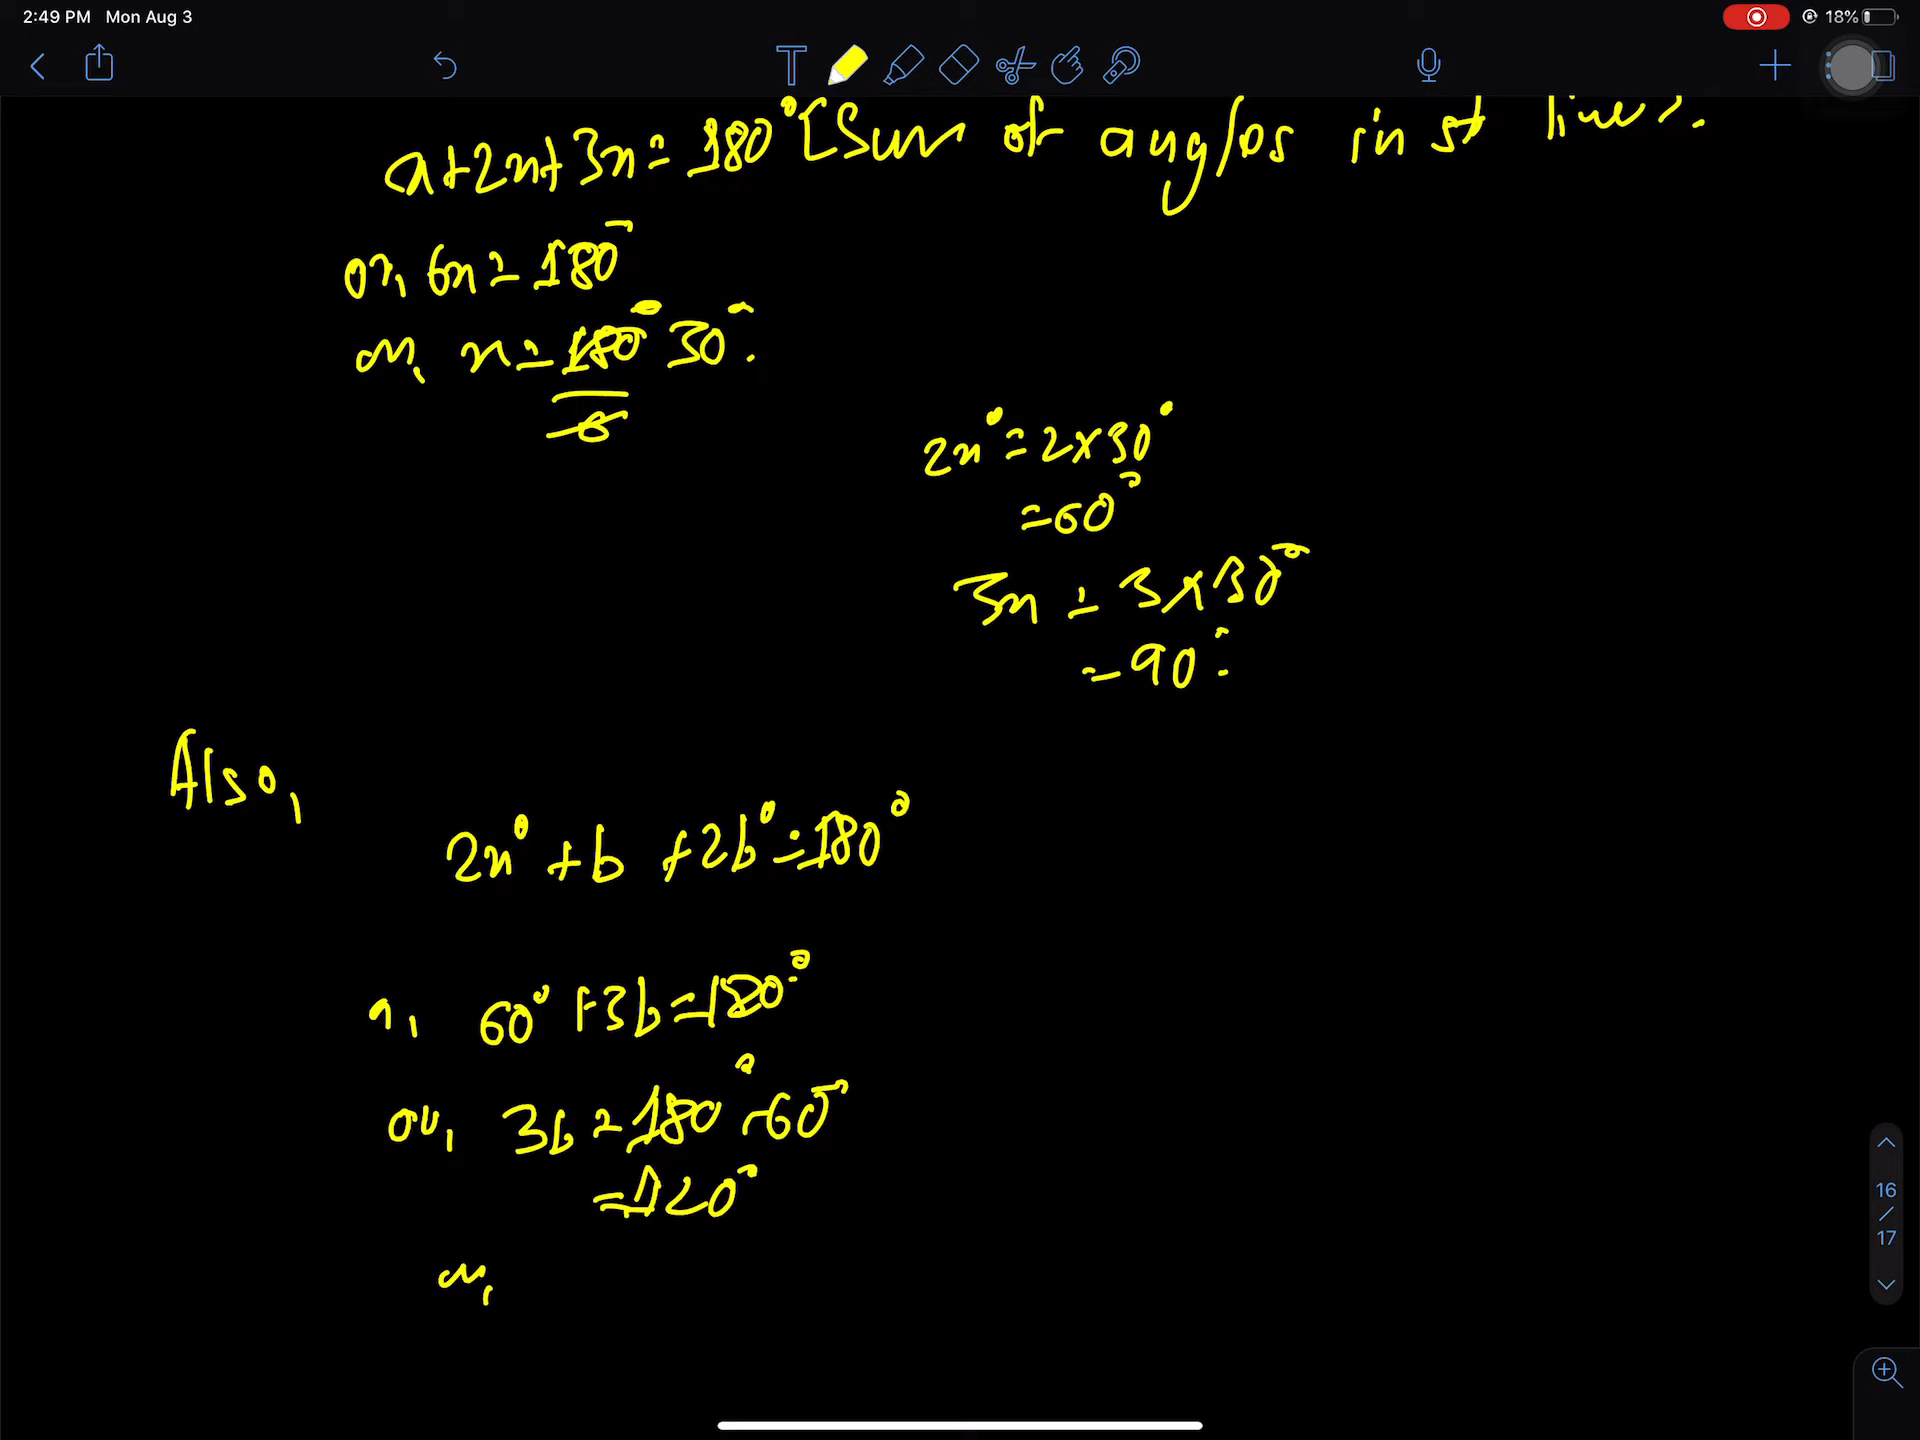 2:49 PM Mon Aug 3
18%
x+2x+3x=180° [Sum of angles in st line].
or, 6x=180°
or, x=180° 30°.
6
2x°=2×30°
=60°
3x=3×30°
=90°.
Also,
2x°+b+2b°=180°
or, 60°+3b=180°
or, 3b=180°-60°
=120°
or,
16
/
17